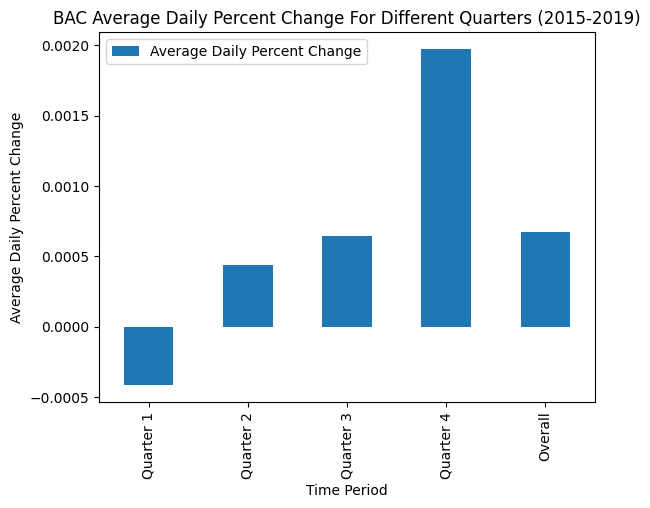 BAC Average Daily Percent Change For Different Quarters (2015-2019)
Average Daily Percent Change
Average Daily Percent Change
0.0020
0.0015
0.0010
0.0005
0.0000
−0.0005
Quarter 1
Quarter 2
Quarter 3
Quarter 4
Overall
Time Period